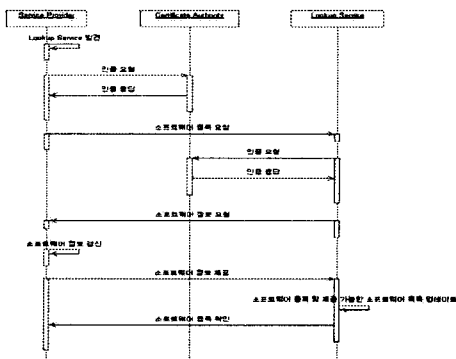 Service Provider
Certificate Authority
Lookup Service
Lookup Service 발견
인증 요청
인증 응답
소프트웨어 등록 요청
인증 요청
인증 응답
소프트웨어 정보 요청
소프트웨어 정보 갱신
소프트웨어 정보 제공
소프트웨어 등록 및 제공 가능한 소프트웨어 목록 업데이트
소프트웨어 등록 확인